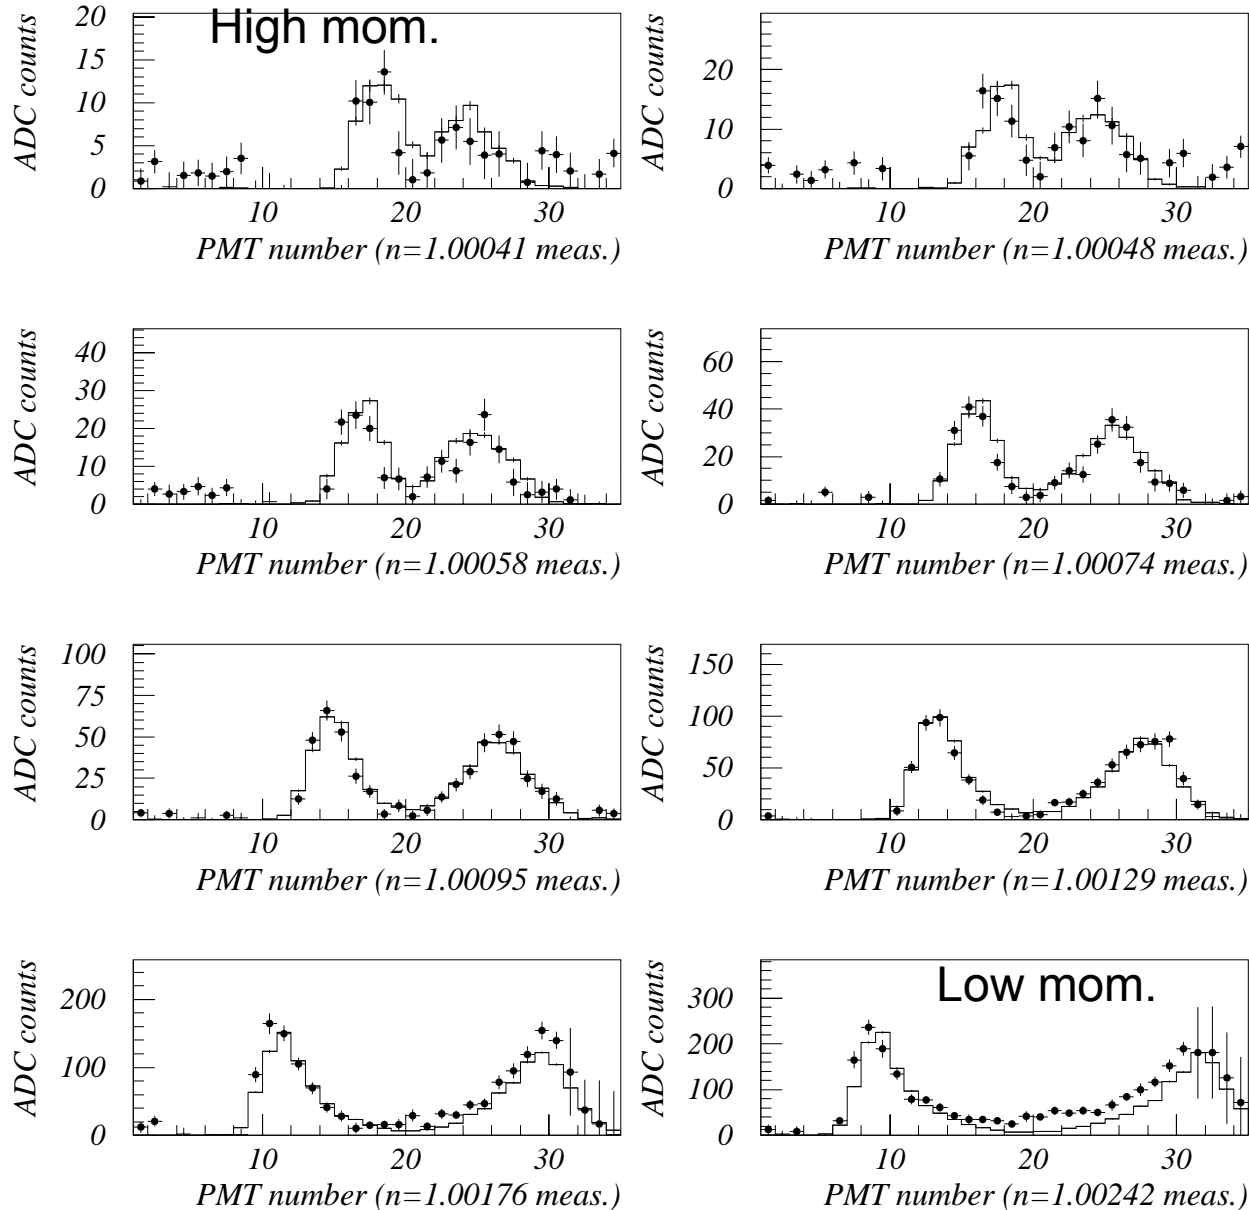 High mom.
20
15
10
5
0
ADC counts
10 20 30
PMT number (n=1.00041 meas.)
20
10
0
ADC counts
10 20 30
PMT number (n=1.00048 meas.)
40
30
20
10
0
ADC counts
10 20 30
PMT number (n=1.00058 meas.)
60
40
20
0
ADC counts
10 20 30
PMT number (n=1.00074 meas.)
100
75
50
25
0
ADC counts
10 20 30
PMT number (n=1.00095 meas.)
150
100
50
0
ADC counts
10 20 30
PMT number (n=1.00129 meas.)
200
100
0
ADC counts
10 20 30
PMT number (n=1.00176 meas.)
Low mom.
300
200
100
0
ADC counts
10 20 30
PMT number (n=1.00242 meas.)